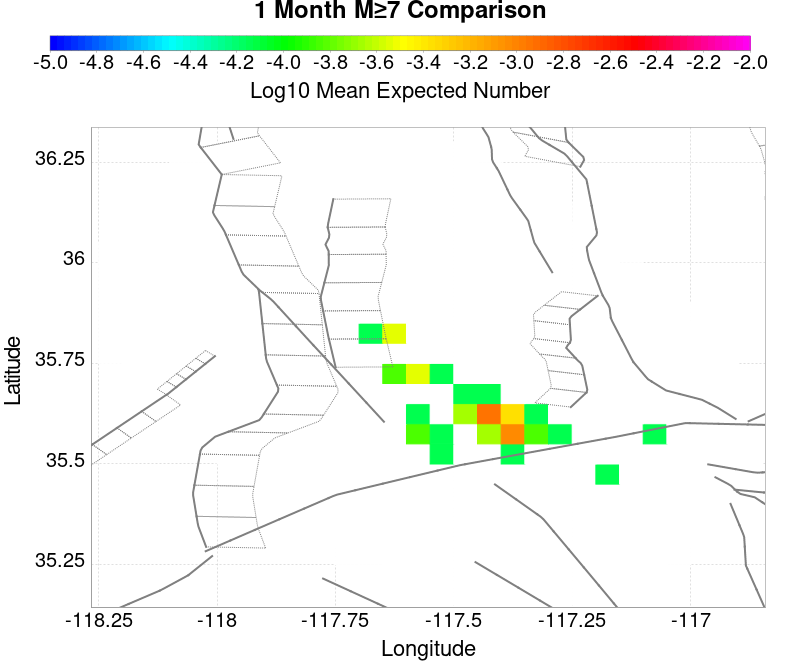 1 Month M≥7 Comparison
-5.0 -4.8 -4.6 -4.4 -4.2 -4.0 -3.8 -3.6 -3.4 -3.2 -3.0 -2.8 -2.6 -2.4 -2.2 -2.0
Log10 Mean Expected Number
36.25
36
35.75
35.5
35.25
Latitude
-118.25 -118 -117.75 -117.5 -117.25 -117
Longitude